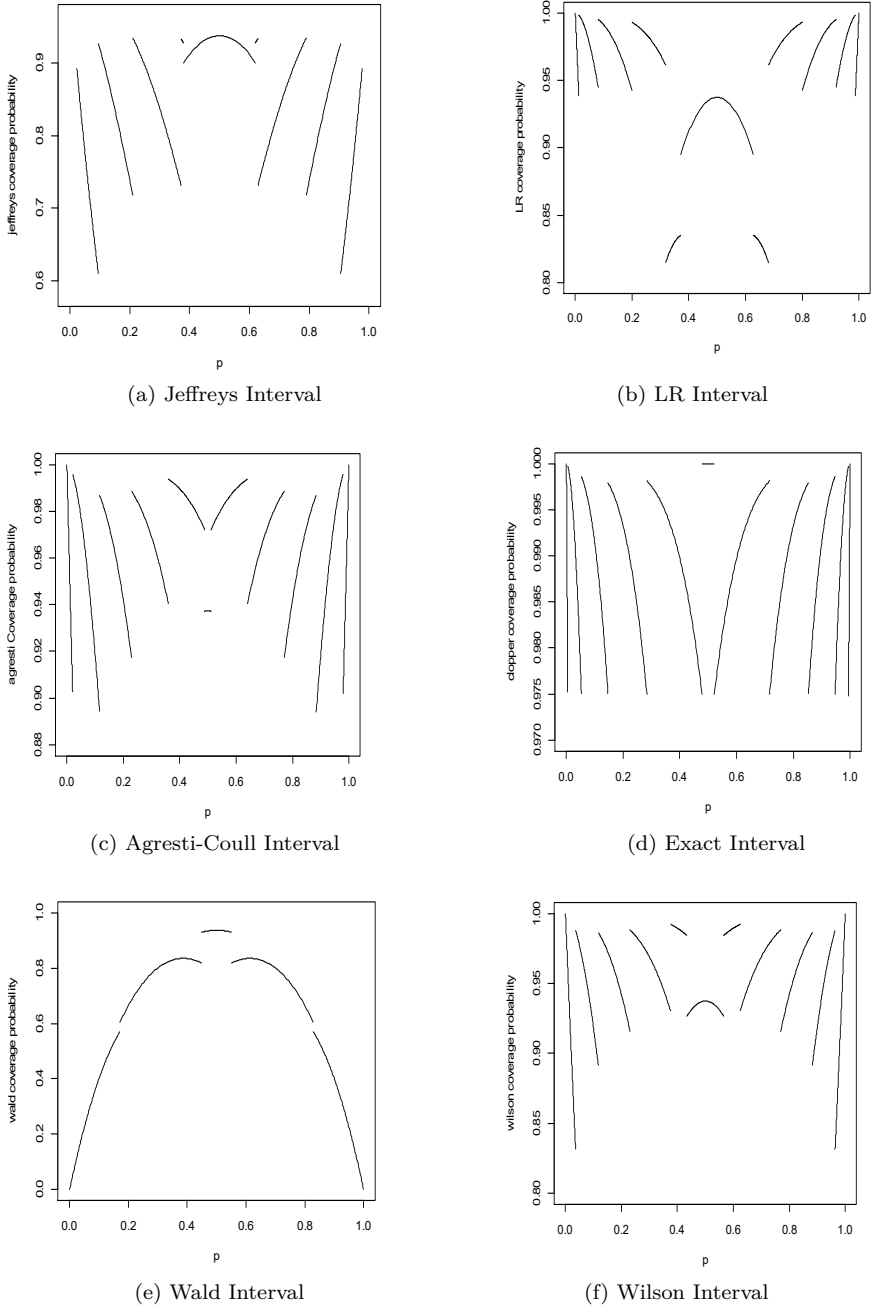 jeffreys coverage probability
0.9
0.8
0.7
0.6
0.0 0.2 0.4 0.6 0.8 1.0
p
(a) Jeffreys Interval
LR coverage probability
1.00
0.95
0.90
0.85
0.80
0.0 0.2 0.4 0.6 0.8 1.0
p
(b) LR Interval
agresti Coverage probability
1.00
0.98
0.96
0.94
0.92
0.90
0.88
0.0 0.2 0.4 0.6 0.8 1.0
p
(c) Agresti-Coull Interval
clopper coverage probability
1.000
0.995
0.990
0.985
0.980
0.975
0.970
0.0 0.2 0.4 0.6 0.8 1.0
p
(d) Exact Interval
wald coverage probability
1.0
0.8
0.6
0.4
0.2
0.0
0.0 0.2 0.4 0.6 0.8 1.0
p
(e) Wald Interval
wilson coverage probability
1.00
0.95
0.90
0.85
0.80
0.0 0.2 0.4 0.6 0.8 1.0
p
(f) Wilson Interval